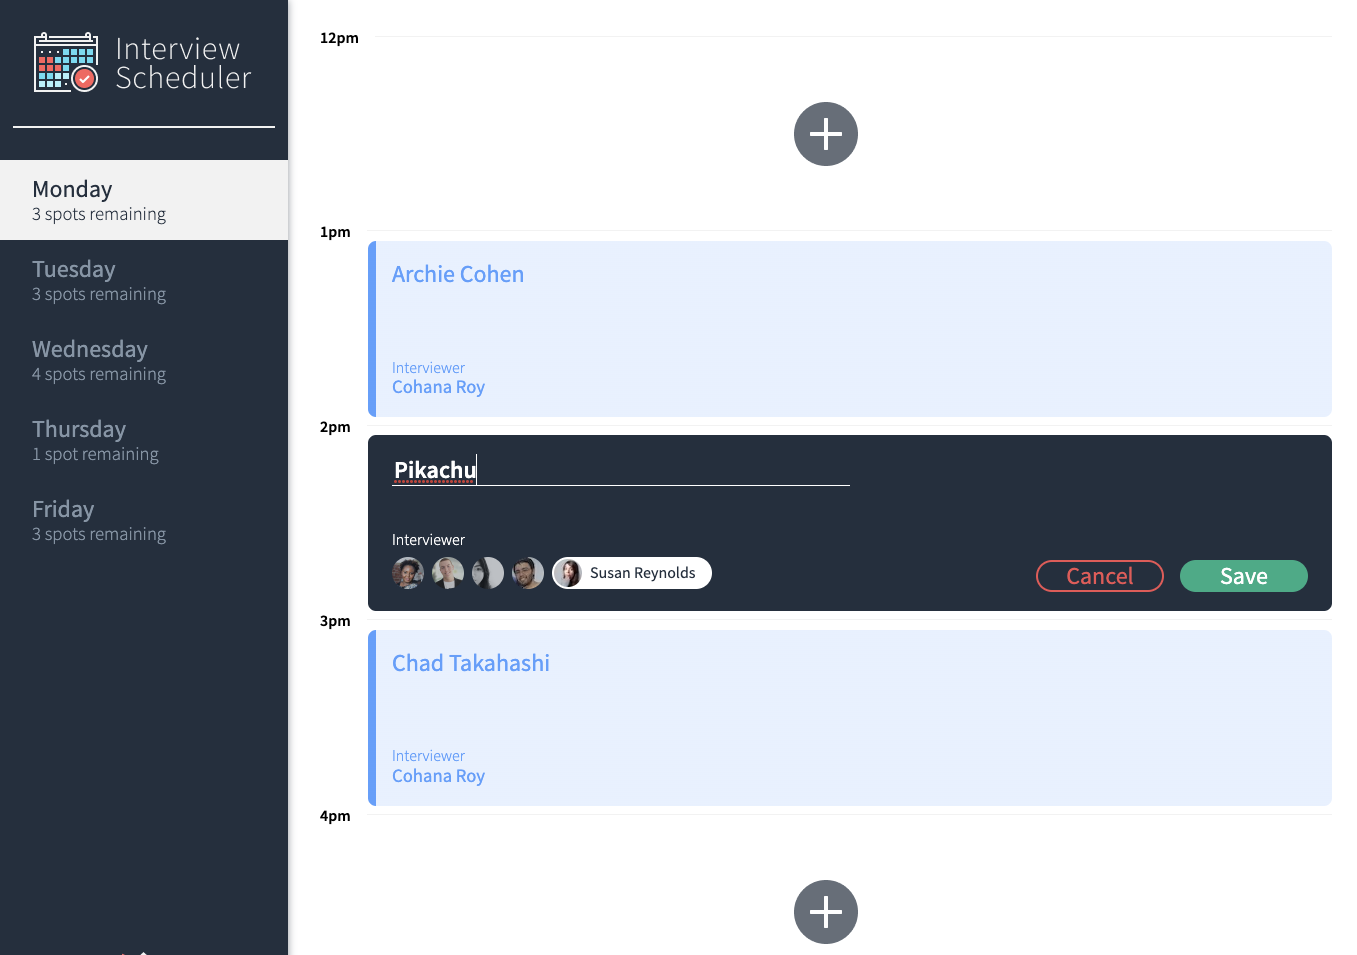 Interview
Scheduler
Monday
3 spots remaining
Tuesday
3 spots remaining
Wednesday
4 spots remaining
Thursday
1 spot remaining
Friday
3 spots remaining
12pm
1pm
Archie Cohen
Interviewer
Cohana Roy
2pm
Pikachu
Interviewer
Susan Reynolds
Cancel
Save
3pm
Chad Takahashi
Interviewer
Cohana Roy
4pm